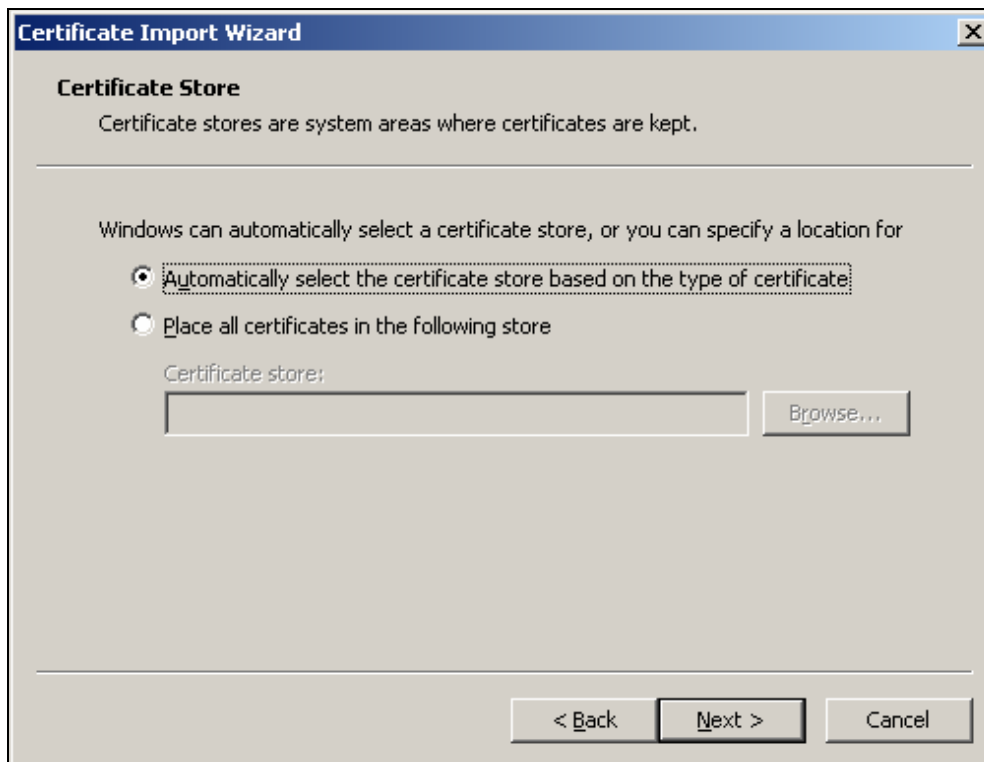 Certificate Import Wizard
Certificate Store
Certificate stores are system areas where certificates are kept.
Windows can automatically select a certificate store, or you can specify a location for
Automatically select the certificate store based on the type of certificate
Place all certificates in the following store
Certificate store:
Browse...
< Back Next > Cancel